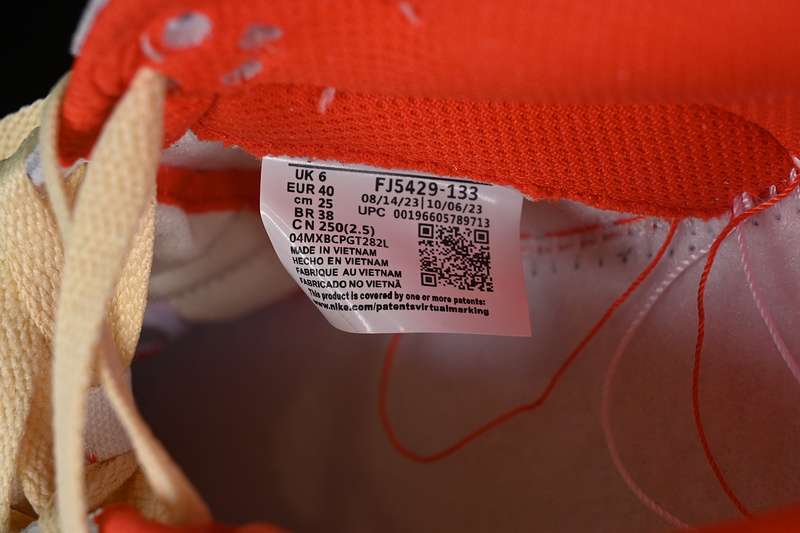 UK 6
EUR 40
cm 25
BR 38
CN 250(2.5)
04MXBCPGT282L
FJ5429-133
08/14/23|10/06/23
UPC 00196605789713
MADE IN VIETNAM
HECHO EN VIETNAM
FABRIQUE AU VIETNAM
FABRICADO NO VIETNÃ
This product is covered by one or more patents:
www.nike.com/patentsvirtualmarking